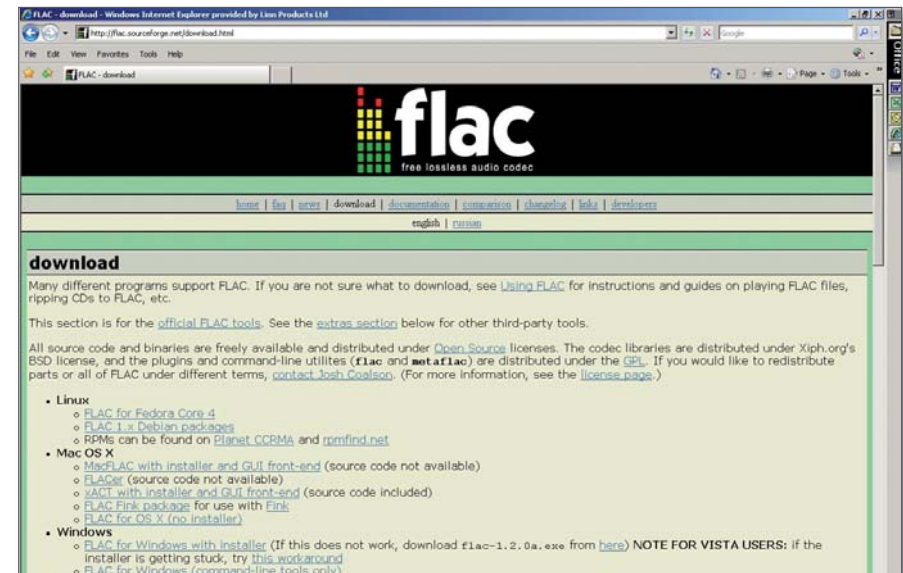 FLAC - download - Windows Internet Explorer provided by Linn Products Ltd
http://flac.sourceforge.net/download.html
Google
File Edit View Favorites Tools Help
FLAC - download
Page Tools
Office
flac
free lossless audio codec
home | faq | news | download | documentation | comparison | changelog | links | developers
english | russian
download
Many different programs support FLAC. If you are not sure what to download, see Using FLAC for instructions and guides on playing FLAC files,
ripping CDs to FLAC, etc.
This section is for the official FLAC tools. See the extras section below for other third-party tools.
All source code and binaries are freely available and distributed under Open Source licenses. The codec libraries are distributed under Xiph.org's
BSD license, and the plugins and command-line utilites (flac and metaflac) are distributed under the GPL. If you would like to redistribute
parts or all of FLAC under different terms, contact Josh Coalson. (For more information, see the license page.)
• Linux
o FLAC for Fedora Core 4
o FLAC 1.x Debian packages
o RPMs can be found on Planet CCRMA and rpmfind.net
• Mac OS X
o MacFLAC with installer and GUI front-end (source code not available)
o FLACer (source code not available)
o xACT with installer and GUI front-end (source code included)
o FLAC Fink package for use with Fink
o FLAC for OS X (no installer)
• Windows
o FLAC for Windows with installer (If this does not work, download flac-1.2.0a.exe from here) NOTE FOR VISTA USERS: if the
installer is getting stuck, try this workaround
o FLAC for Windows (command-line tools only)